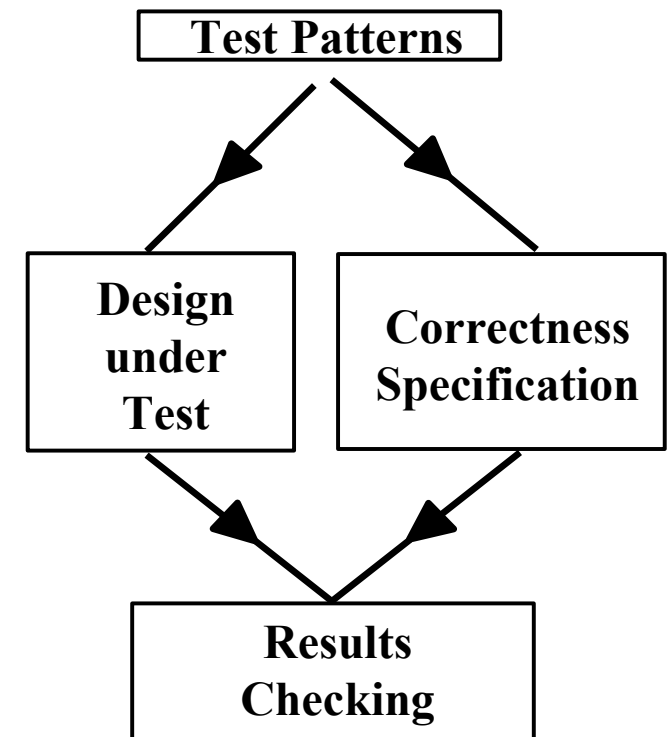 Test Patterns
Design
under
Test
Correctness
Specification
Results
Checking